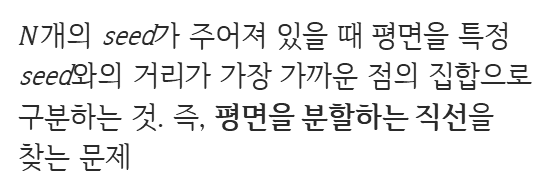 N개의 seed가 주어져 있을 때 평면을 특정
seed와의 거리가 가장 가까운 점의 집합으로
구분하는 것. 즉, 평면을 분할하는 직선을
찾는 문제